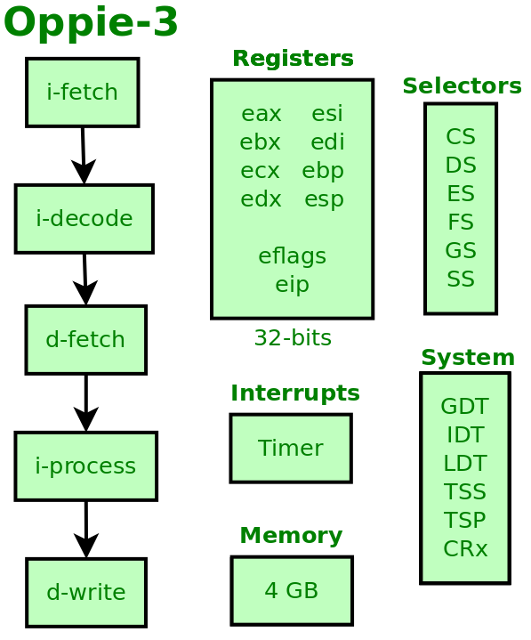 Oppie-3
i-fetch
i-decode
d-fetch
i-process
d-write
Registers
eax esi
ebx edi
ecx ebp
edx esp
eflags
eip
32-bits
Interrupts
Timer
Memory
4 GB
Selectors
CS
DS
ES
FS
GS
SS
System
GDT
IDT
LDT
TSS
TSP
CRx